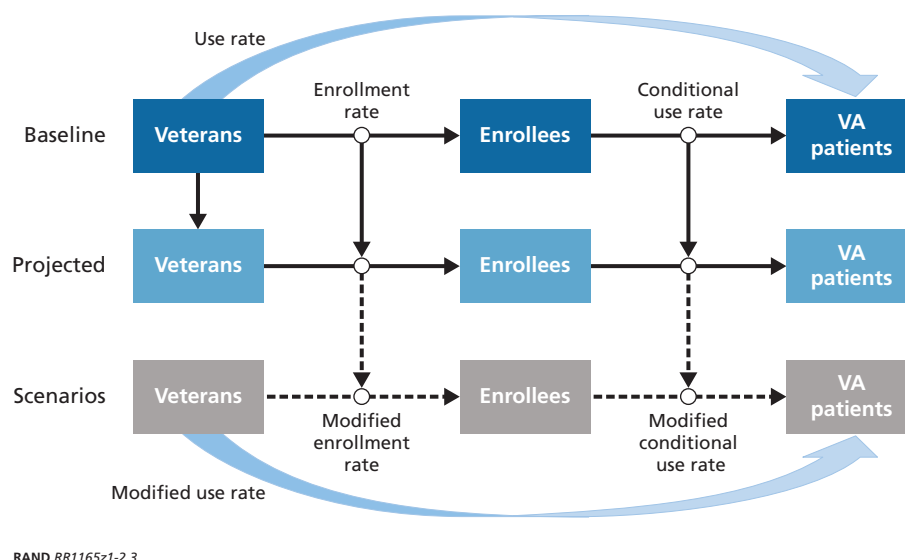 Use rate
Enrollment
rate
Conditional
use rate
Baseline
Veterans
Enrollees
VA
patients
Projected
Veterans
Enrollees
VA
patients
Scenarios
Veterans
Enrollees
VA
patients
Modified
enrollment
rate
Modified
conditional
use rate
Modified use rate
RAND RR1165z1-2.3